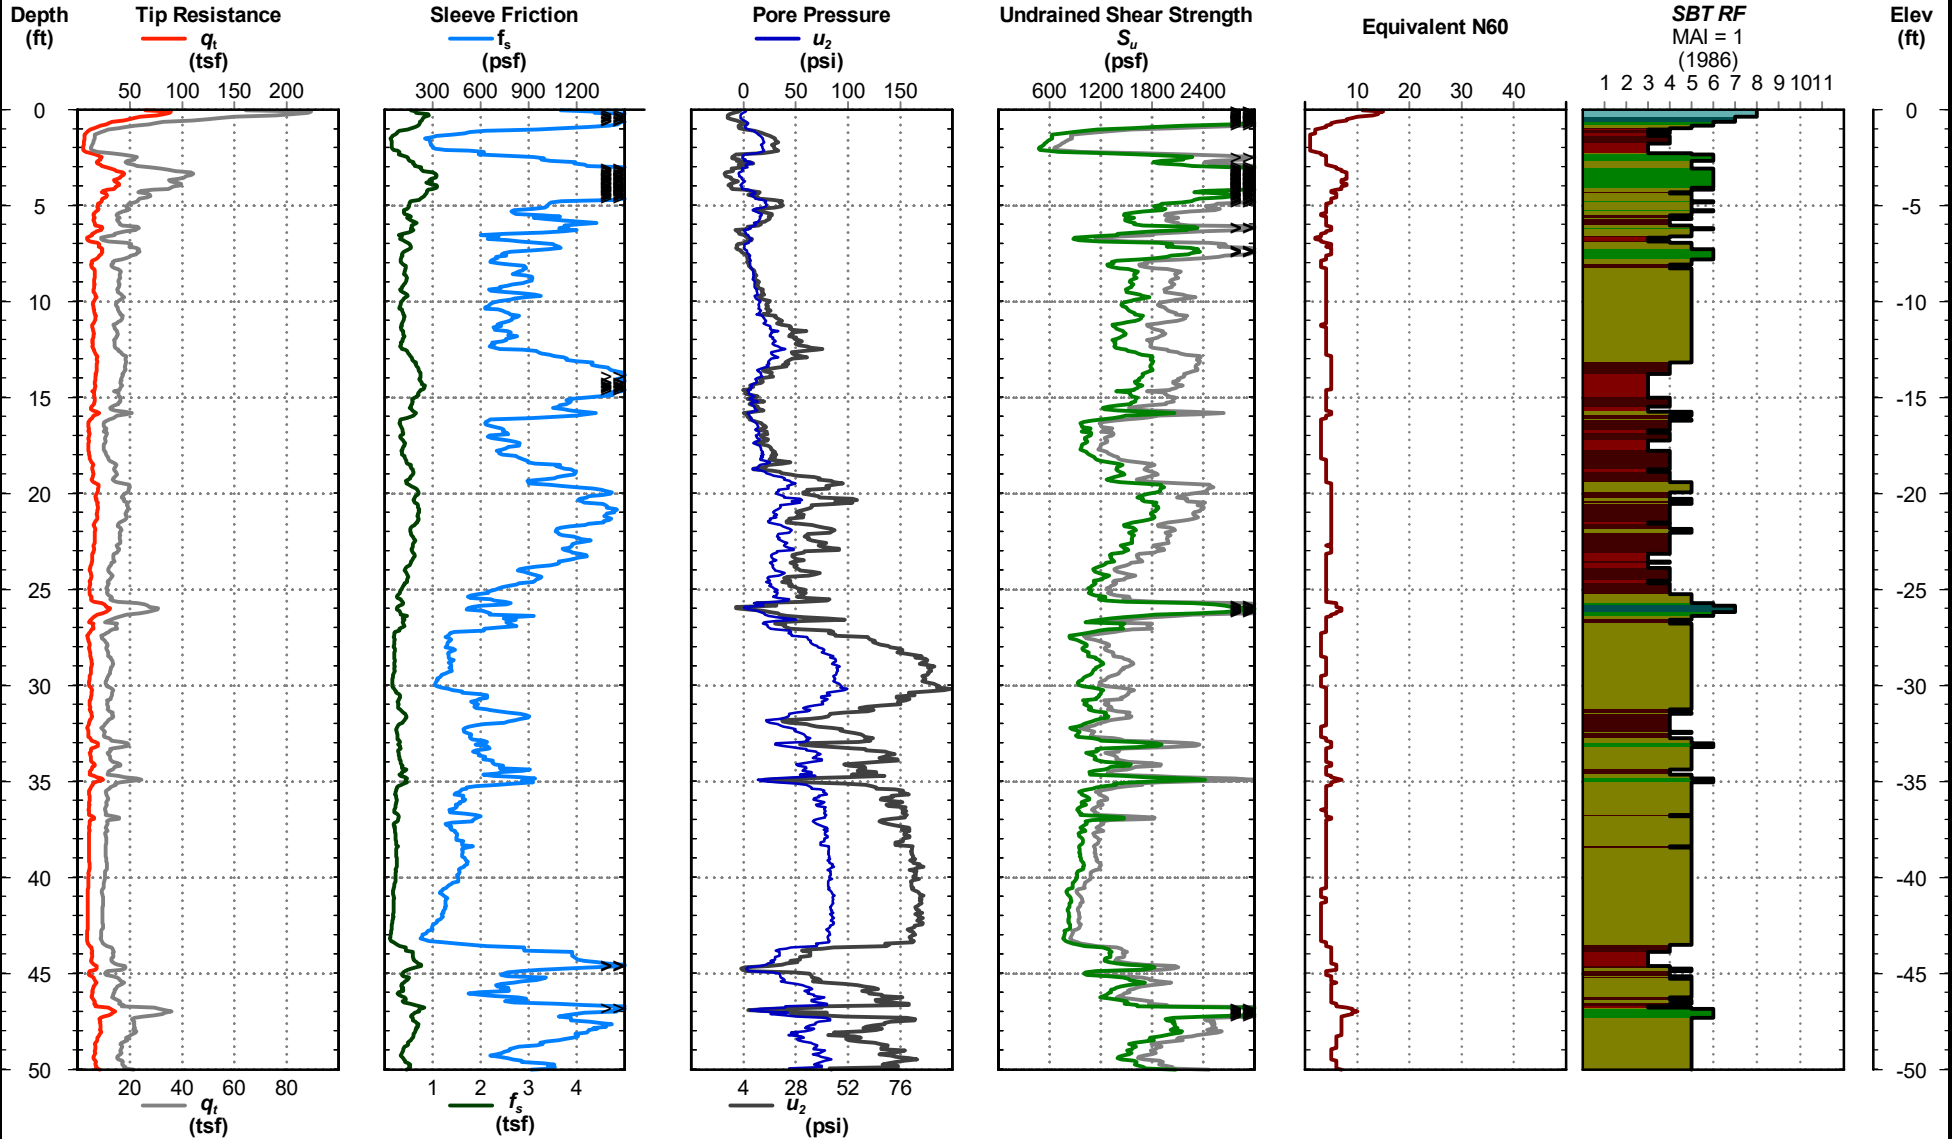 Depth
(ft)
Tip Resistance
qt
(tsf)
Sleeve Friction
fs
(psf)
Pore Pressure
u2
(psi)
Undrained Shear Strength
Su
(psf)
Equivalent N60
SBT RF
MAI = 1
(1986)
Elev
(ft)
50 100 150 200
300 600 900 1200
0 50 100 150
600 1200 1800 2400
10 20 30 40
1 2 3 4 5 6 7 8 9 10 11
0 0
5 -5
10 -10
15 -15
20 -20
25 -25
30 -30
35 -35
40 -40
45 -45
50 -50
20 40 60 80
1 2 3 4
4 28 52 76
qt
(tsf)
fs
(tsf)
u2
(psi)